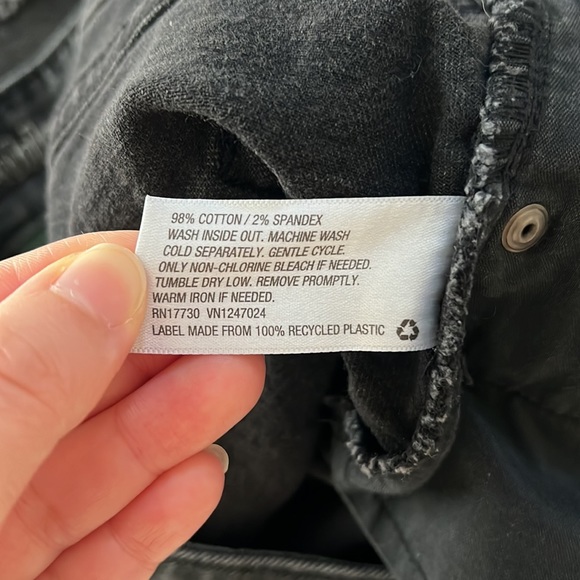 98% COTTON / 2% SPANDEX
WASH INSIDE OUT. MACHINE WASH
COLD SEPARATELY. GENTLE CYCLE.
ONLY NON-CHLORINE BLEACH IF NEEDED.
TUMBLE DRY LOW. REMOVE PROMPTLY.
WARM IRON IF NEEDED.
RN17730 VN1247024
LABEL MADE FROM 100% RECYCLED PLASTIC